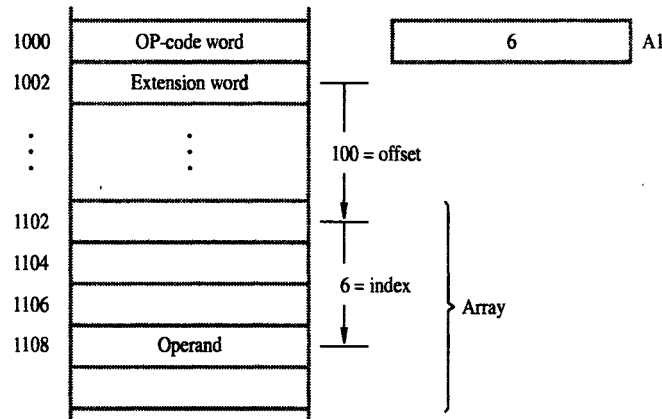 1000 OP-code word 6 A1
1002 Extension word
100 = offset
1102
1104
6 = index
1106 Array
1108 Operand